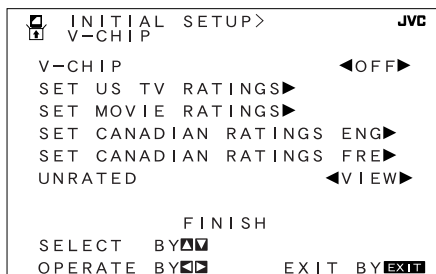 INITIAL SETUP> JVC
V-CHIP
V-CHIP ◀OFF▶
SET US TV RATINGS▶
SET MOVIE RATINGS▶
SET CANADIAN RATINGS ENG▶
SET CANADIAN RATINGS FRE▶
UNRATED ◀VIEW▶
FINISH
SELECT BY▲▼
OPERATE BY◀▶ EXIT BY EXIT